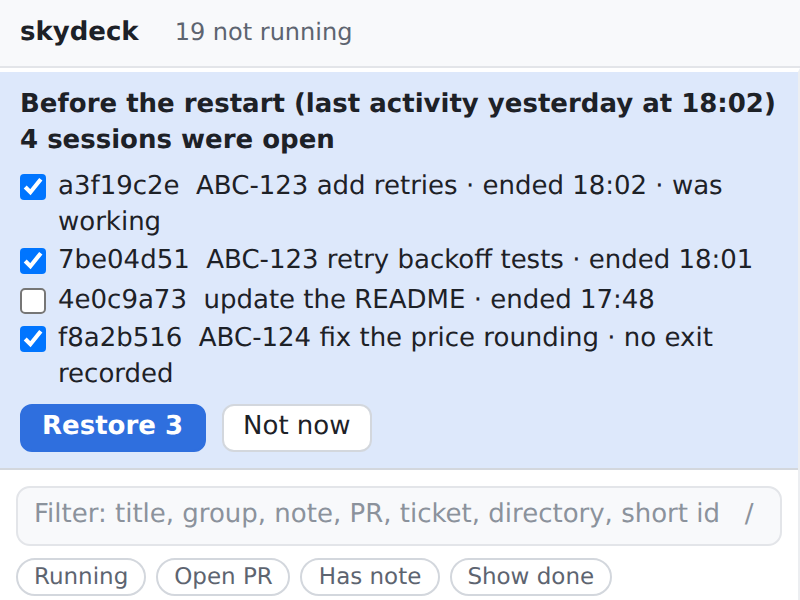 skydeck 19 not running
Before the restart (last activity yesterday at 18:02)
4 sessions were open
a3f19c2e ABC-123 add retries · ended 18:02 · was
working
7be04d51 ABC-123 retry backoff tests · ended 18:01
4e0c9a73 update the README · ended 17:48
f8a2b516 ABC-124 fix the price rounding · no exit
recorded
Restore 3 Not now
Filter: title, group, note, PR, ticket, directory, short id /
Running Open PR Has note Show done